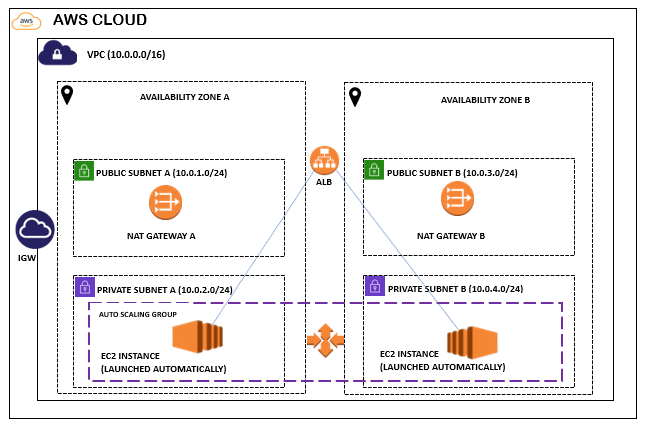 aws
AWS CLOUD
VPC (10.0.0.0/16)
AVAILABILITY ZONE A
AVAILABILITY ZONE B
PUBLIC SUBNET A (10.0.1.0/24)
NAT GATEWAY A
ALB
PUBLIC SUBNET B (10.0.3.0/24)
NAT GATEWAY B
IGW
PRIVATE SUBNET A (10.0.2.0/24)
PRIVATE SUBNET B (10.0.4.0/24)
AUTO SCALING GROUP
EC2 INSTANCE
(LAUNCHED AUTOMATICALLY)
EC2 INSTANCE
(LAUNCHED AUTOMATICALLY)